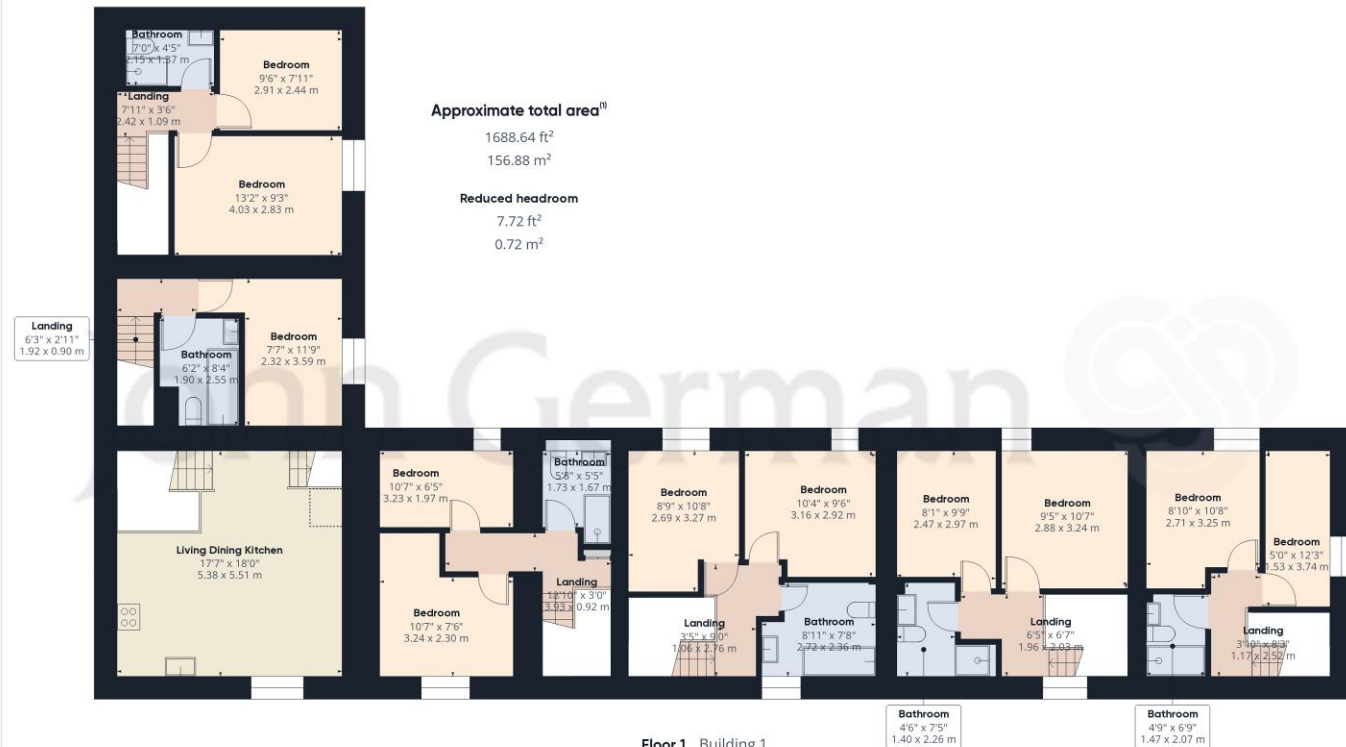 Bathroom
7'0" x 4'5"
2.15 x 1.37 m
Bedroom
9'6" x 7'11"
2.91 x 2.44 m
Landing
7'11" x 3'6"
2.42 x 1.09 m
Bedroom
13'2" x 9'3"
4.03 x 2.83 m
Approximate total area⁽¹⁾
1688.64 ft²
156.88 m²
Reduced headroom
7.72 ft²
0.72 m²
Landing
6'3" x 2'11"
1.92 x 0.90 m
Bathroom
6'2" x 8'4"
1.90 x 2.55 m
Bedroom
7'7" x 11'9"
2.32 x 3.59 m
John German
Living Dining Kitchen
17'7" x 18'0"
5.38 x 5.51 m
Bedroom
10'7" x 6'5"
3.23 x 1.97 m
Bathroom
5'8" x 5'5"
1.73 x 1.67 m
Bedroom
10'7" x 7'6"
3.24 x 2.30 m
Landing
12'10" x 3'0"
3.93 x 0.92 m
Bedroom
8'9" x 10'8"
2.69 x 3.27 m
Bedroom
10'4" x 9'6"
3.16 x 2.92 m
Landing
3'5" x 9'0"
1.06 x 2.76 m
Bathroom
8'11" x 7'8"
2.72 x 2.36 m
Bedroom
8'1" x 9'9"
2.47 x 2.97 m
Bedroom
9'5" x 10'7"
2.88 x 3.24 m
Landing
6'5" x 6'7"
1.96 x 2.03 m
Bathroom
4'6" x 7'5"
1.40 x 2.26 m
Bedroom
8'10" x 10'8"
2.71 x 3.25 m
Bedroom
5'0" x 12'3"
1.53 x 3.74 m
Landing
3'10" x 8'3"
1.17 x 2.52 m
Bathroom
4'9" x 6'9"
1.47 x 2.07 m
Floor 1 Building 1